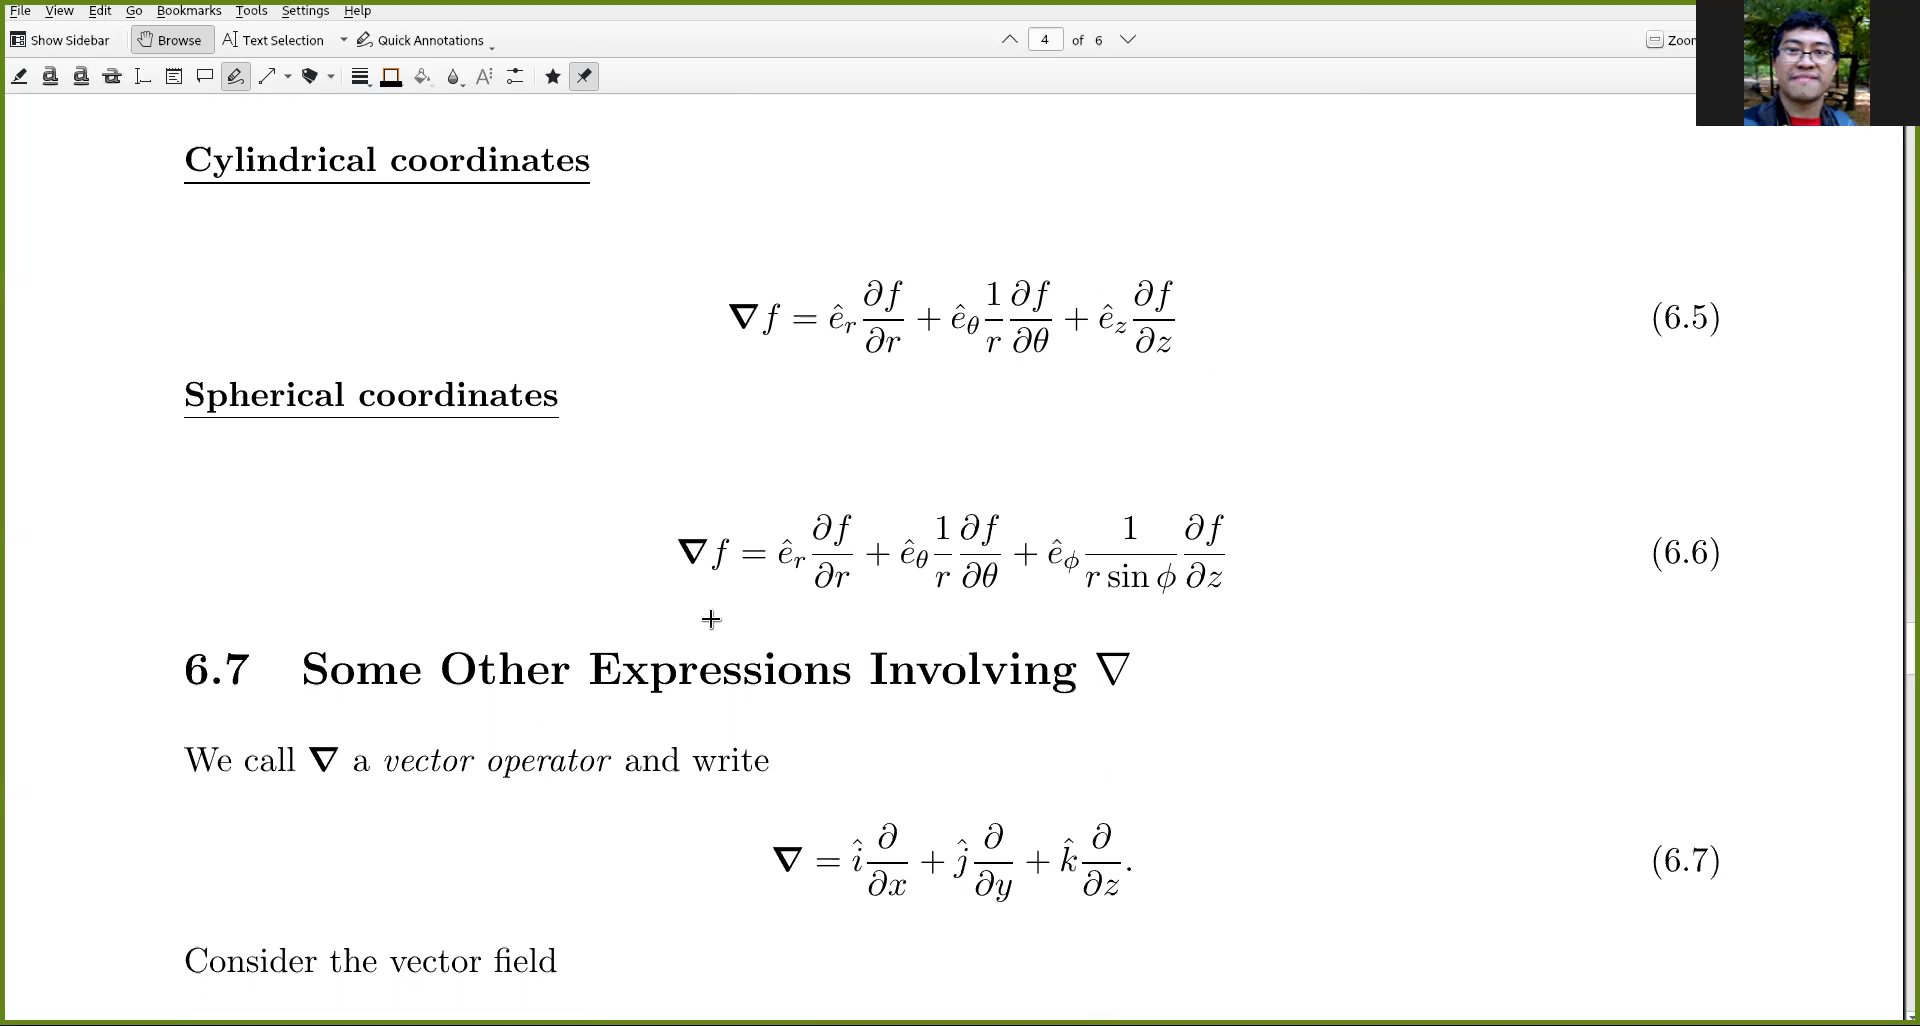 File View Edit Go Bookmarks Tools Settings Help
Show Sidebar Browse Text Selection Quick Annotations 4 of 6
Cylindrical coordinates
∇f = ê_r ∂f/∂r + ê_θ 1/r ∂f/∂θ + ê_z ∂f/∂z (6.5)
Spherical coordinates
∇f = ê_r ∂f/∂r + ê_θ 1/r ∂f/∂θ + ê_ϕ 1/(r sin ϕ) ∂f/∂z (6.6)
6.7 Some Other Expressions Involving ∇
We call ∇ a vector operator and write
∇ = î ∂/∂x + ĵ ∂/∂y + k̂ ∂/∂z. (6.7)
Consider the vector field